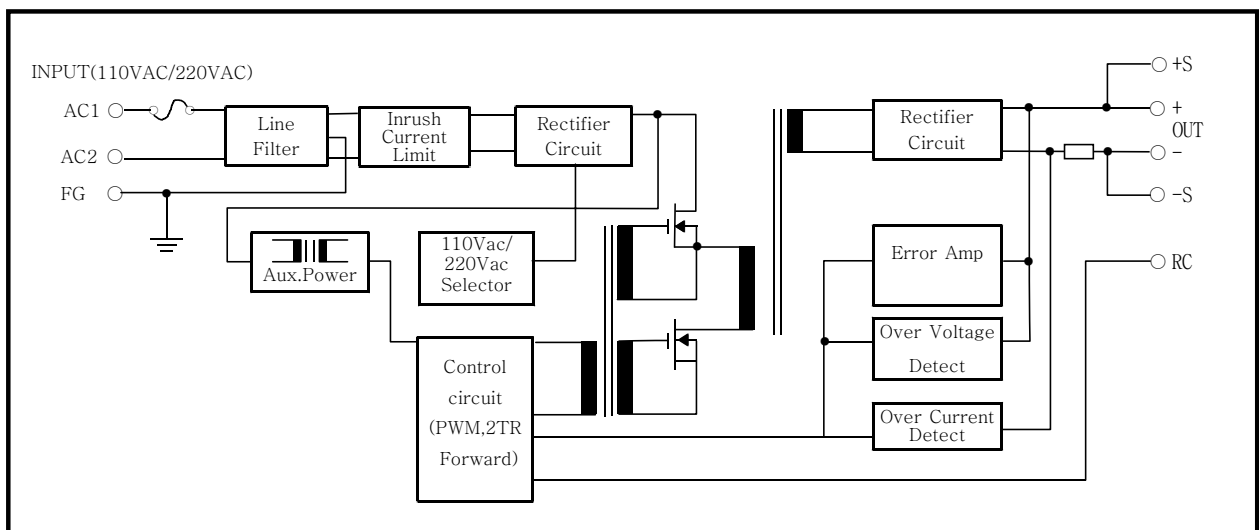 INPUT(110VAC/220VAC)
AC1
AC2
FG
Line
Filter
Inrush
Current
Limit
Rectifier
Circuit
Rectifier
Circuit
+S
+
OUT
-
-S
RC
Aux.Power
110Vac/
220Vac
Selector
Error Amp
Over Voltage
Detect
Over Current
Detect
Control
circuit
(PWM,2TR
Forward)